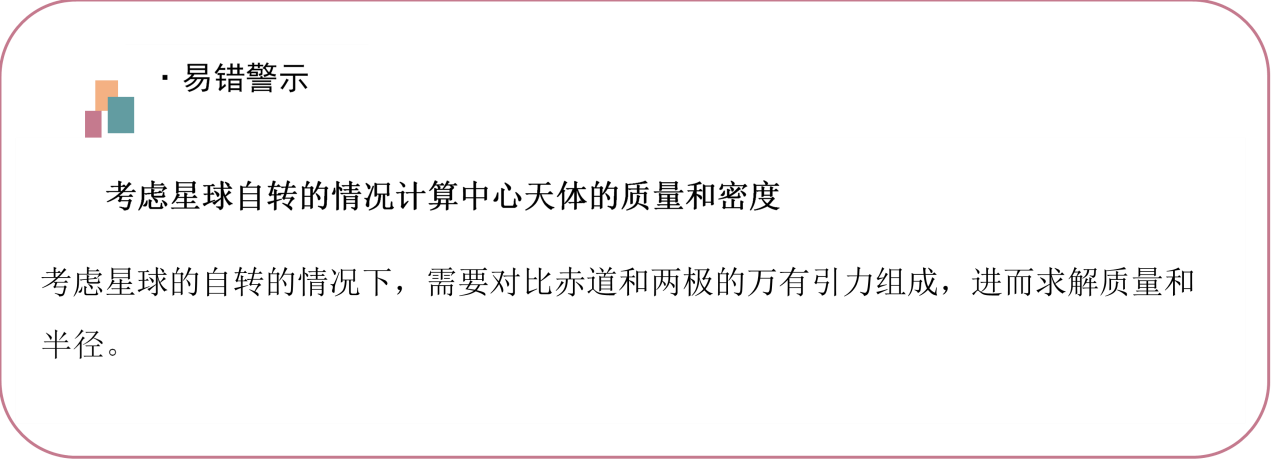 ·易错警示
考虑星球自转的情况计算中心天体的质量和密度
考虑星球的自转的情况下，需要对比赤道和两极的万有引力组成，进而求解质量和
半径。